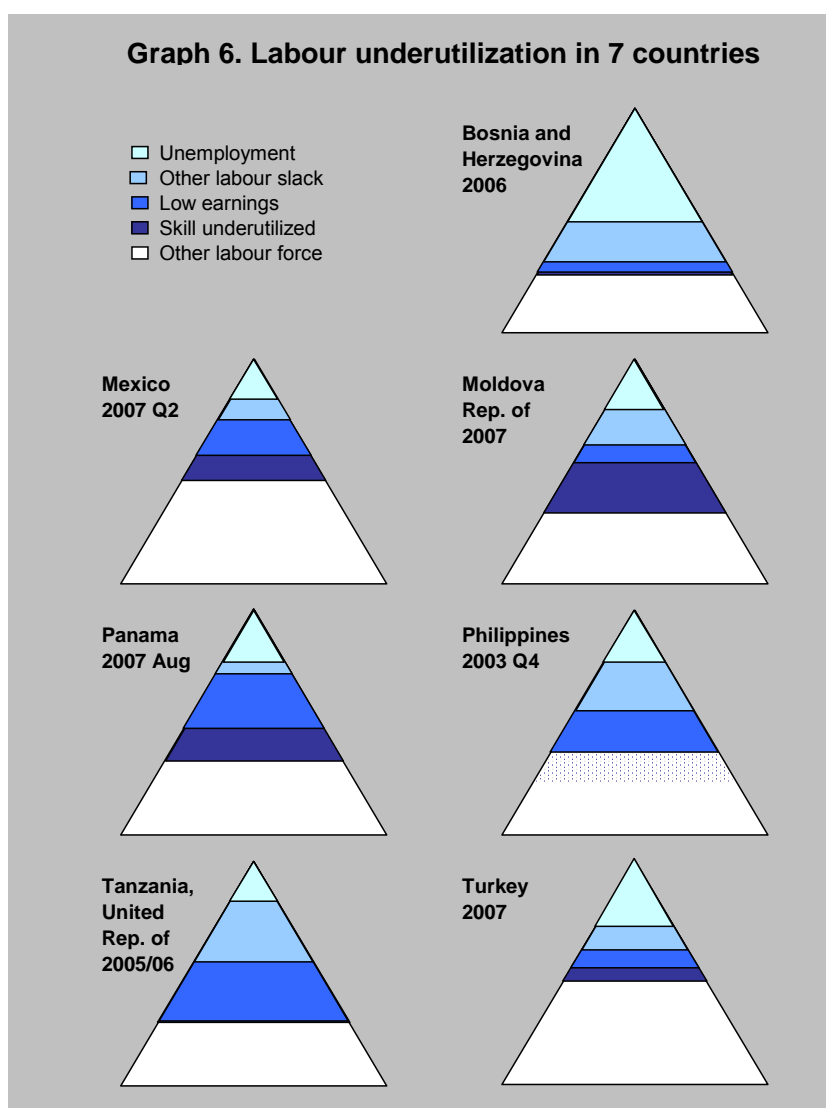 Graph 6. Labour underutilization in 7 countries
Unemployment
Other labour slack
Low earnings
Skill underutilized
Other labour force
Bosnia and
Herzegovina
2006
Mexico
2007 Q2
Moldova
Rep. of
2007
Panama
2007 Aug
Philippines
2003 Q4
Tanzania,
United
Rep. of
2005/06
Turkey
2007